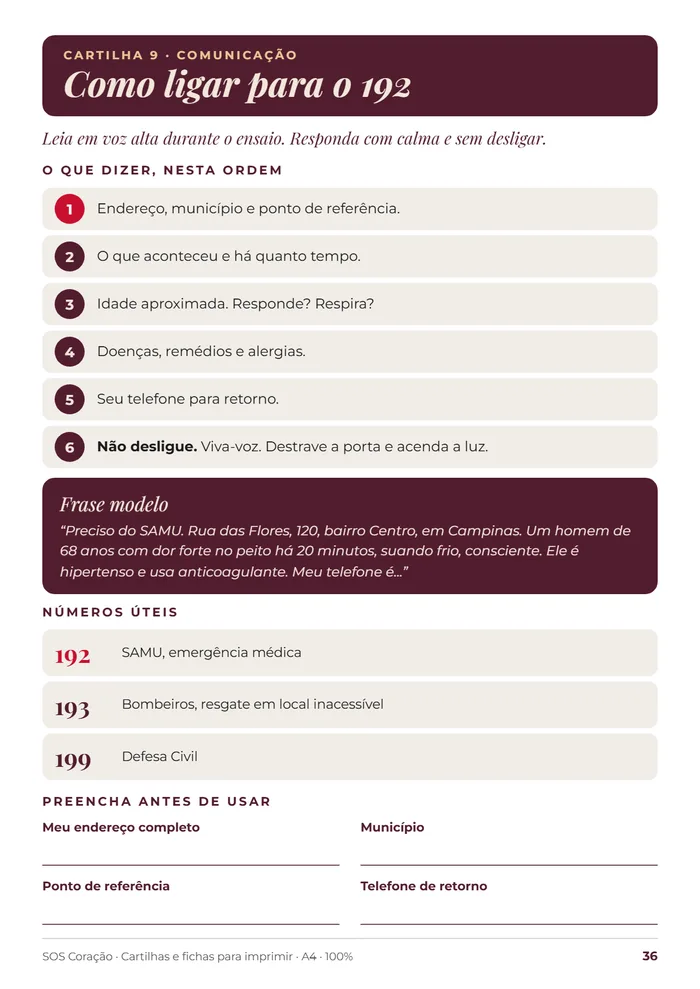 CARTILHA 9 · COMUNICAÇÃO
Como ligar para o 192
Leia em voz alta durante o ensaio. Responda com calma e sem desligar.
O QUE DIZER, NESTA ORDEM
1 Endereço, município e ponto de referência.
2 O que aconteceu e há quanto tempo.
3 Idade aproximada. Responde? Respira?
4 Doenças, remédios e alergias.
5 Seu telefone para retorno.
6 Não desligue. Viva-voz. Destrave a porta e acenda a luz.
Frase modelo
“Preciso do SAMU. Rua das Flores, 120, bairro Centro, em Campinas. Um homem de
68 anos com dor forte no peito há 20 minutos, suando frio, consciente. Ele é
hipertenso e usa anticoagulante. Meu telefone é...”
NÚMEROS ÚTEIS
192 SAMU, emergência médica
193 Bombeiros, resgate em local inacessível
199 Defesa Civil
PREENCHA ANTES DE USAR
Meu endereço completo Município
Ponto de referência Telefone de retorno
SOS Coração · Cartilhas e fichas para imprimir · A4 · 100% 36